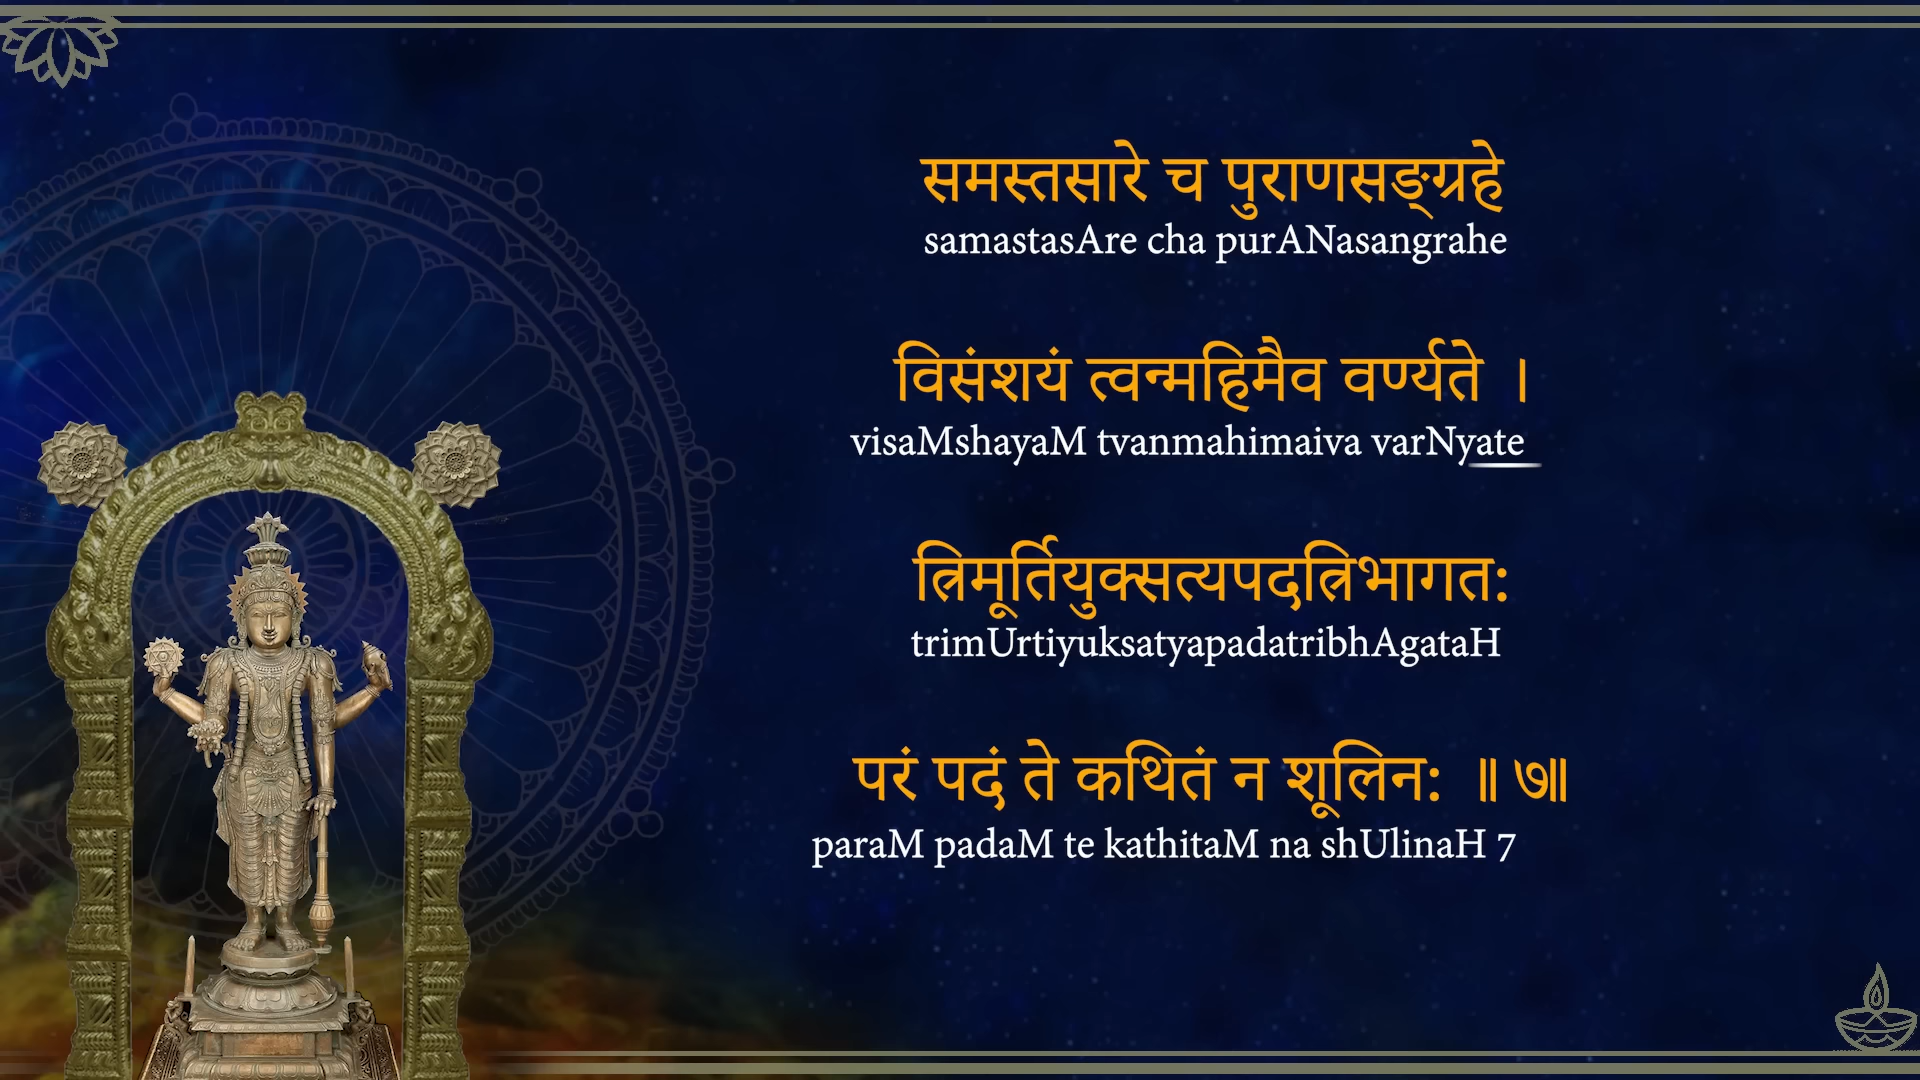 समस्तसारे च पुराणसङ्ग्रहे
samastasAre cha purANasangrahe
विसंशयं त्वन्महिमैव वर्ण्यते ।
visaMshayaM tvanmahimaiva varNyate
त्रिमूर्तियुक्सत्यपदत्रिभागतः
trimUrtiyuksatyapadatribhAgataH
परं पदं ते कथितं न शूलिनः ॥ ७॥
paraM padaM te kathitaM na shUlinaH 7